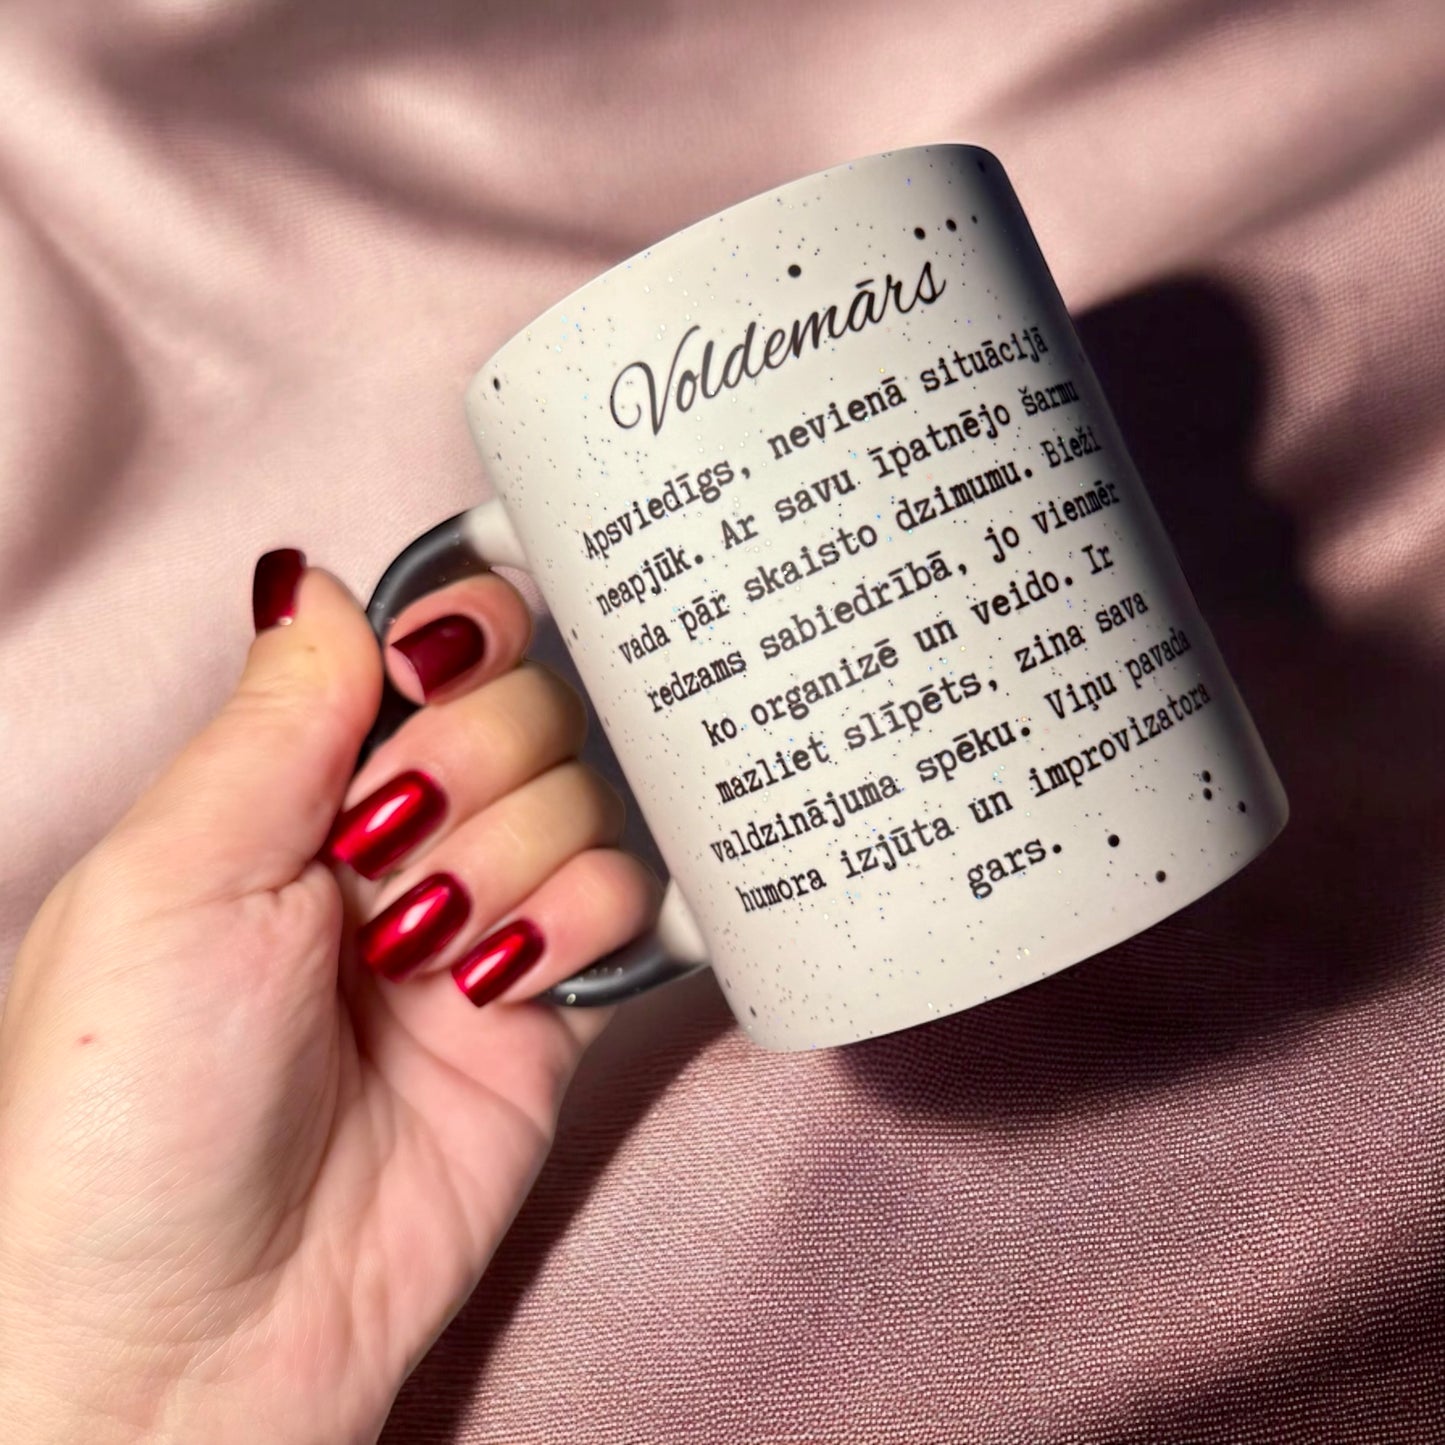 Voldemārs
Apsviedīgs, nevienā situācijā
neapjūk. Ar savu īpatnējo šarmu
vada pār skaisto dzimumu. Bieži
redzams sabiedrībā, jo vienmēr
ko organizē un veido. Ir
mazliet slīpēts, zina sava
valdzinājuma spēku. Viņu pavada
humora izjūta un improvizatora
gars.